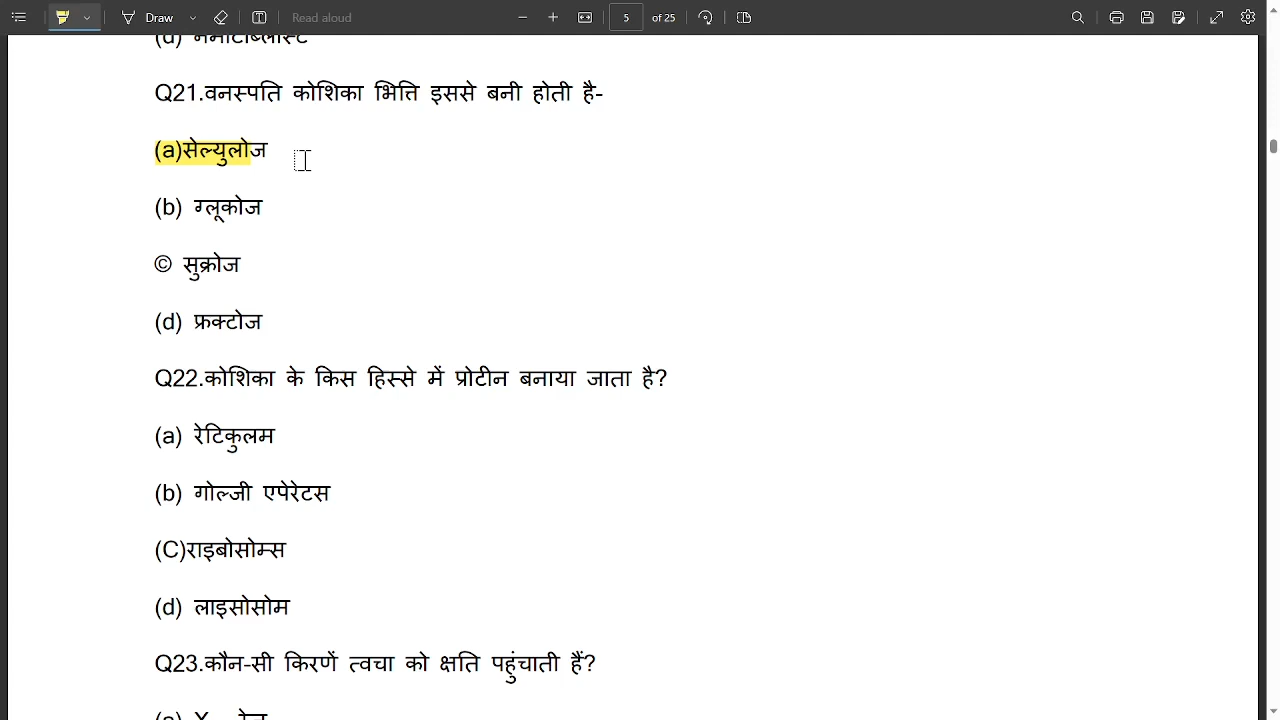 Draw
Read aloud
5
of 25
(d) नेमाटोब्लास्ट
Q21.वनस्पति कोशिका भित्ति इससे बनी होती है-
(a)सेल्युलोज
(b) ग्लूकोज
© सुक्रोज
(d) फ्रक्टोज
Q22.कोशिका के किस हिस्से में प्रोटीन बनाया जाता है?
(a) रेटिकुलम
(b) गोल्जी एपेरेटस
(C)राइबोसोम्स
(d) लाइसोसोम
Q23.कौन-सी किरणें त्वचा को क्षति पहुंचाती हैं?